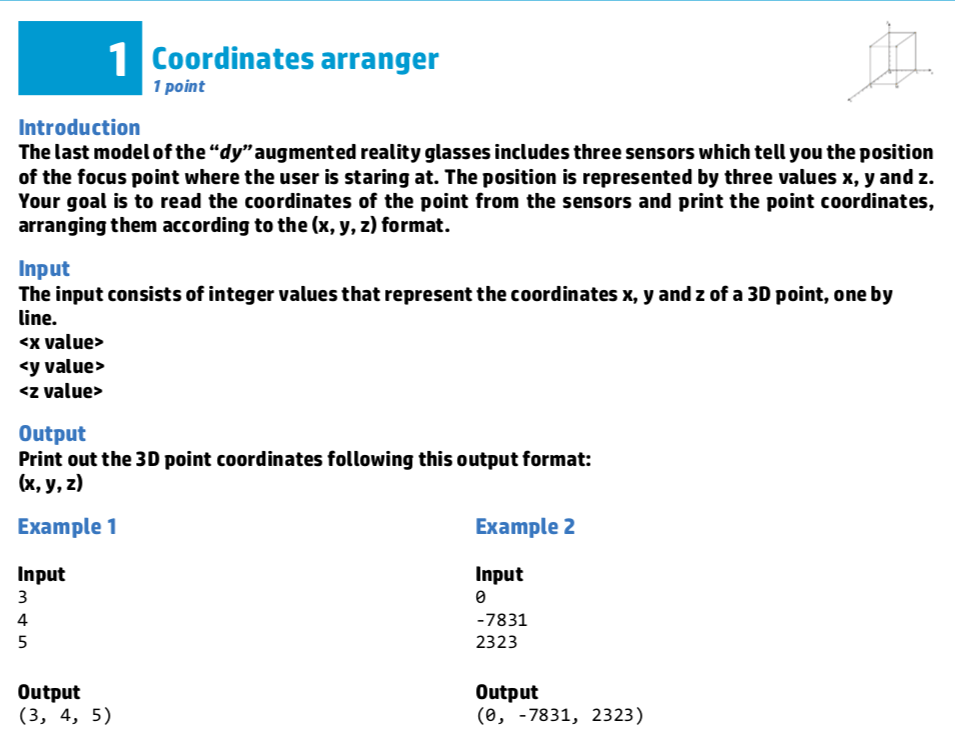 1
Coordinates arranger
1 point
Introduction
The last model of the “dy” augmented reality glasses includes three sensors which tell you the position
of the focus point where the user is staring at. The position is represented by three values x, y and z.
Your goal is to read the coordinates of the point from the sensors and print the point coordinates,
arranging them according to the (x, y, z) format.
Input
The input consists of integer values that represent the coordinates x, y and z of a 3D point, one by
line.
<x value>
<y value>
<z value>
Output
Print out the 3D point coordinates following this output format:
(x, y, z)
Example 1
Input
3
4
5
Output
(3, 4, 5)
Example 2
Input
0
-7831
2323
Output
(0, -7831, 2323)